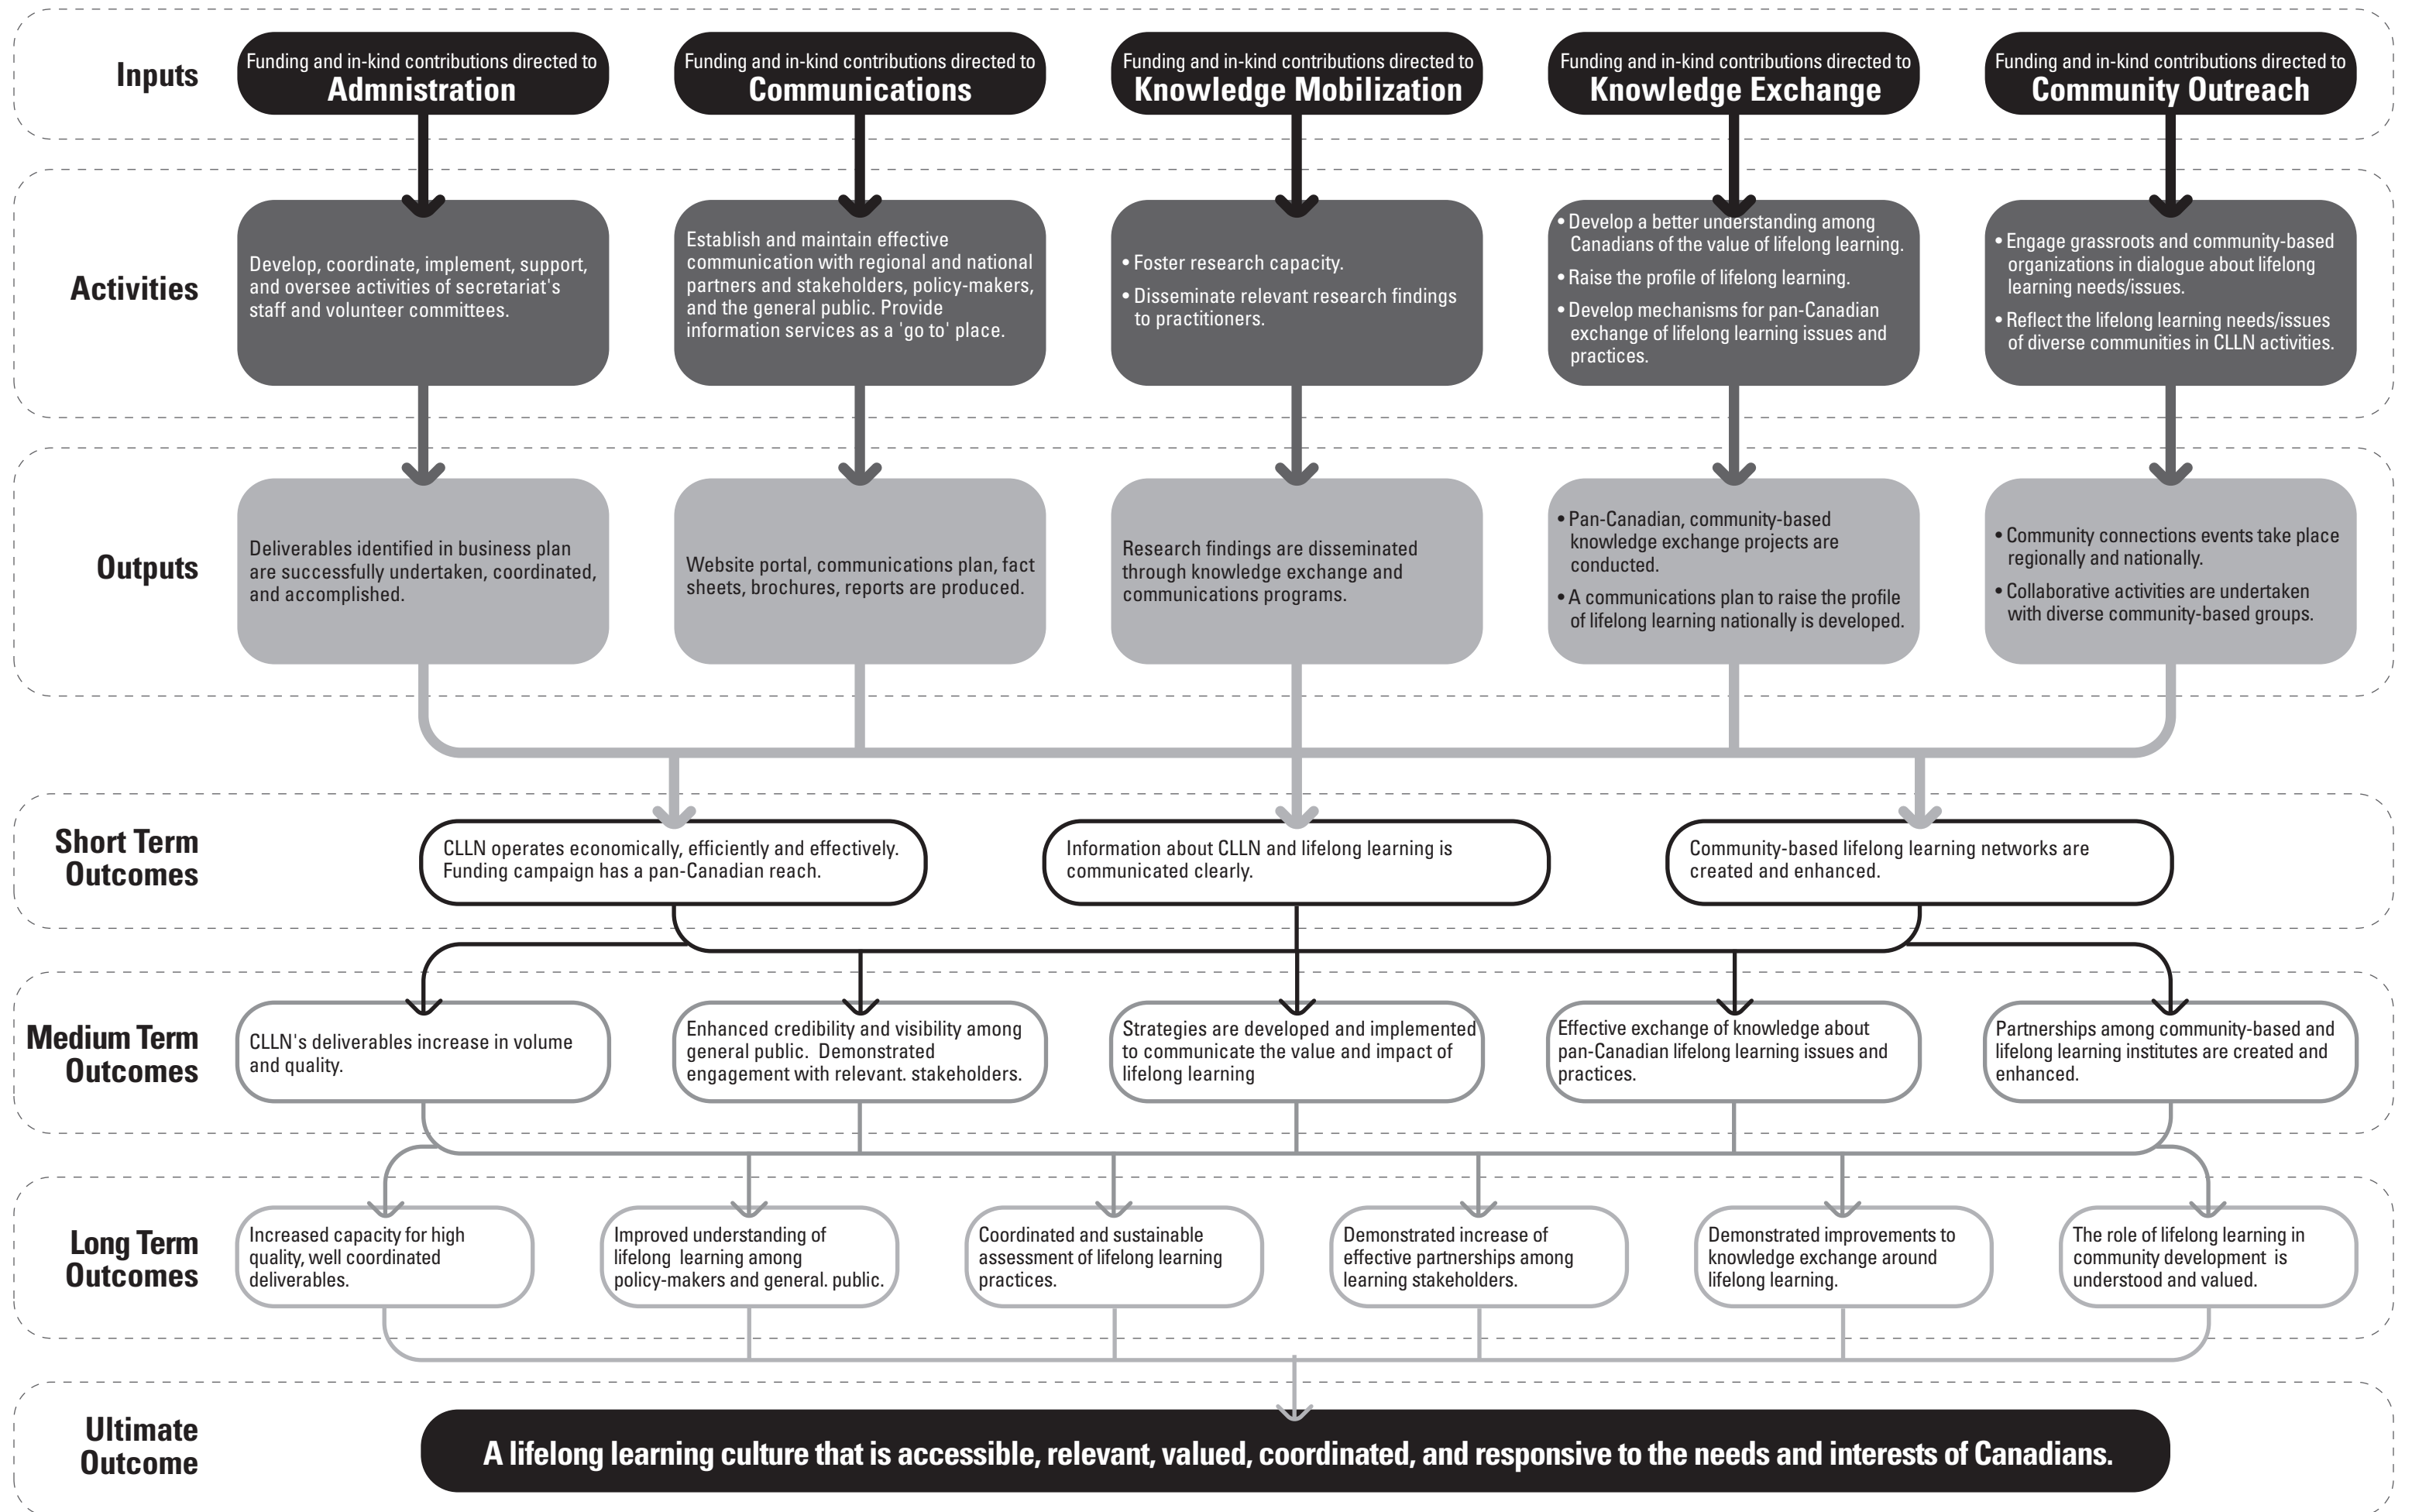 Inputs
Funding and in-kind contributions directed to
Admnistration
Funding and in-kind contributions directed to
Communications
Funding and in-kind contributions directed to
Knowledge Mobilization
Funding and in-kind contributions directed to
Knowledge Exchange
Funding and in-kind contributions directed to
Community Outreach
Activities
Develop, coordinate, implement, support,
and oversee activities of secretariat's
staff and volunteer committees.
Establish and maintain effective
communication with regional and national
partners and stakeholders, policy-makers,
and the general public. Provide
information services as a 'go to' place.
• Foster research capacity.
• Disseminate relevant research findings
to practitioners.
• Develop a better understanding among
Canadians of the value of lifelong learning.
• Raise the profile of lifelong learning.
• Develop mechanisms for pan-Canadian
exchange of lifelong learning issues and
practices.
• Engage grassroots and community-based
organizations in dialogue about lifelong
learning needs/issues.
• Reflect the lifelong learning needs/issues
of diverse communities in CLLN activities.
Outputs
Deliverables identified in business plan
are successfully undertaken, coordinated,
and accomplished.
Website portal, communications plan, fact
sheets, brochures, reports are produced.
Research findings are disseminated
through knowledge exchange and
communications programs.
• Pan-Canadian, community-based
knowledge exchange projects are
conducted.
• A communications plan to raise the profile
of lifelong learning nationally is developed.
• Community connections events take place
regionally and nationally.
• Collaborative activities are undertaken
with diverse community-based groups.
Short Term
Outcomes
CLLN operates economically, efficiently and effectively.
Funding campaign has a pan-Canadian reach.
Information about CLLN and lifelong learning is
communicated clearly.
Community-based lifelong learning networks are
created and enhanced.
Medium Term
Outcomes
CLLN's deliverables increase in volume
and quality.
Enhanced credibility and visibility among
general public.  Demonstrated
engagement with relevant. stakeholders.
Strategies are developed and implemented
to communicate the value and impact of
lifelong learning
Effective exchange of knowledge about
pan-Canadian lifelong learning issues and
practices.
Partnerships among community-based and
lifelong learning institutes are created and
enhanced.
Long Term
Outcomes
Increased capacity for high
quality, well coordinated
deliverables.
Improved understanding of
lifelong  learning among
policy-makers and general. public.
Coordinated and sustainable
assessment of lifelong learning
practices.
Demonstrated increase of
effective partnerships among
learning stakeholders.
Demonstrated improvements to
knowledge exchange around
lifelong learning.
The role of lifelong learning in
community development  is
understood and valued.
Ultimate
Outcome
A lifelong learning culture that is accessible, relevant, valued, coordinated, and responsive to the needs and interests of Canadians.